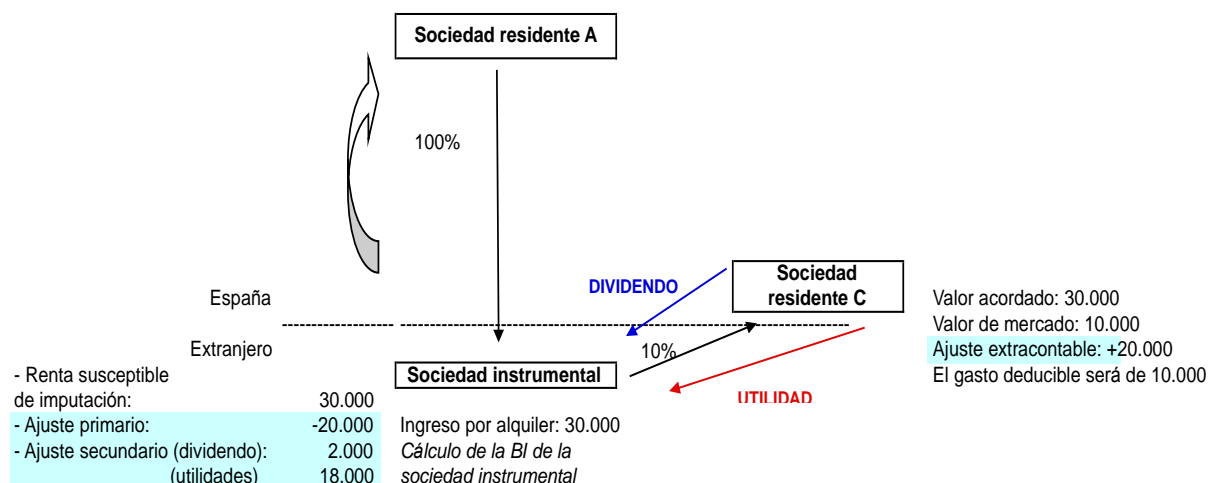 Sociedad residente A
100%
Sociedad
residente C
DIVIDENDO
España
Extranjero
10%
Valor acordado: 30.000
Valor de mercado: 10.000
Ajuste extracontable: +20.000
El gasto deducible será de 10.000
Sociedad instrumental
UTILIDAD
- Renta susceptible
de imputación: 30.000
- Ajuste primario: -20.000
- Ajuste secundario (dividendo): 2.000
(utilidades) 18.000
Ingreso por alquiler: 30.000
Cálculo de la BI de la
sociedad instrumental